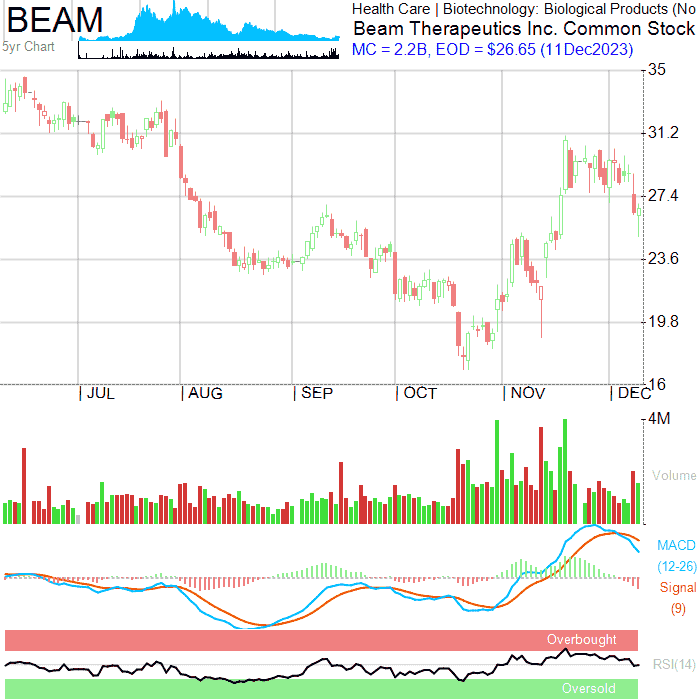 BEAM
5yr Chart
Health Care | Biotechnology: Biological Products (No
Beam Therapeutics Inc. Common Stock
MC = 2.2B, EOD = $26.65 (11Dec2023)
35
31.2
27.4
23.6
19.8
16
| JUL | AUG | SEP | OCT | NOV | DEC
4M
Volume
MACD
(12-26)
Signal
(9)
Overbought
RSI(14)
Oversold